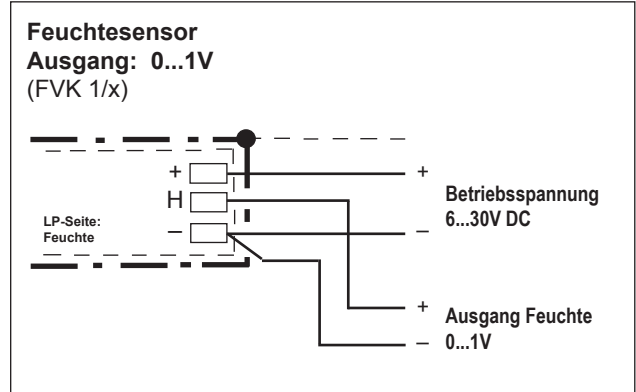 Feuchtesensor
Ausgang: 0...1V
(FVK 1/x)
+
H
–
LP-Seite:
Feuchte
+
Betriebsspannung
6...30V DC
–
+
Ausgang Feuchte
– 0...1V